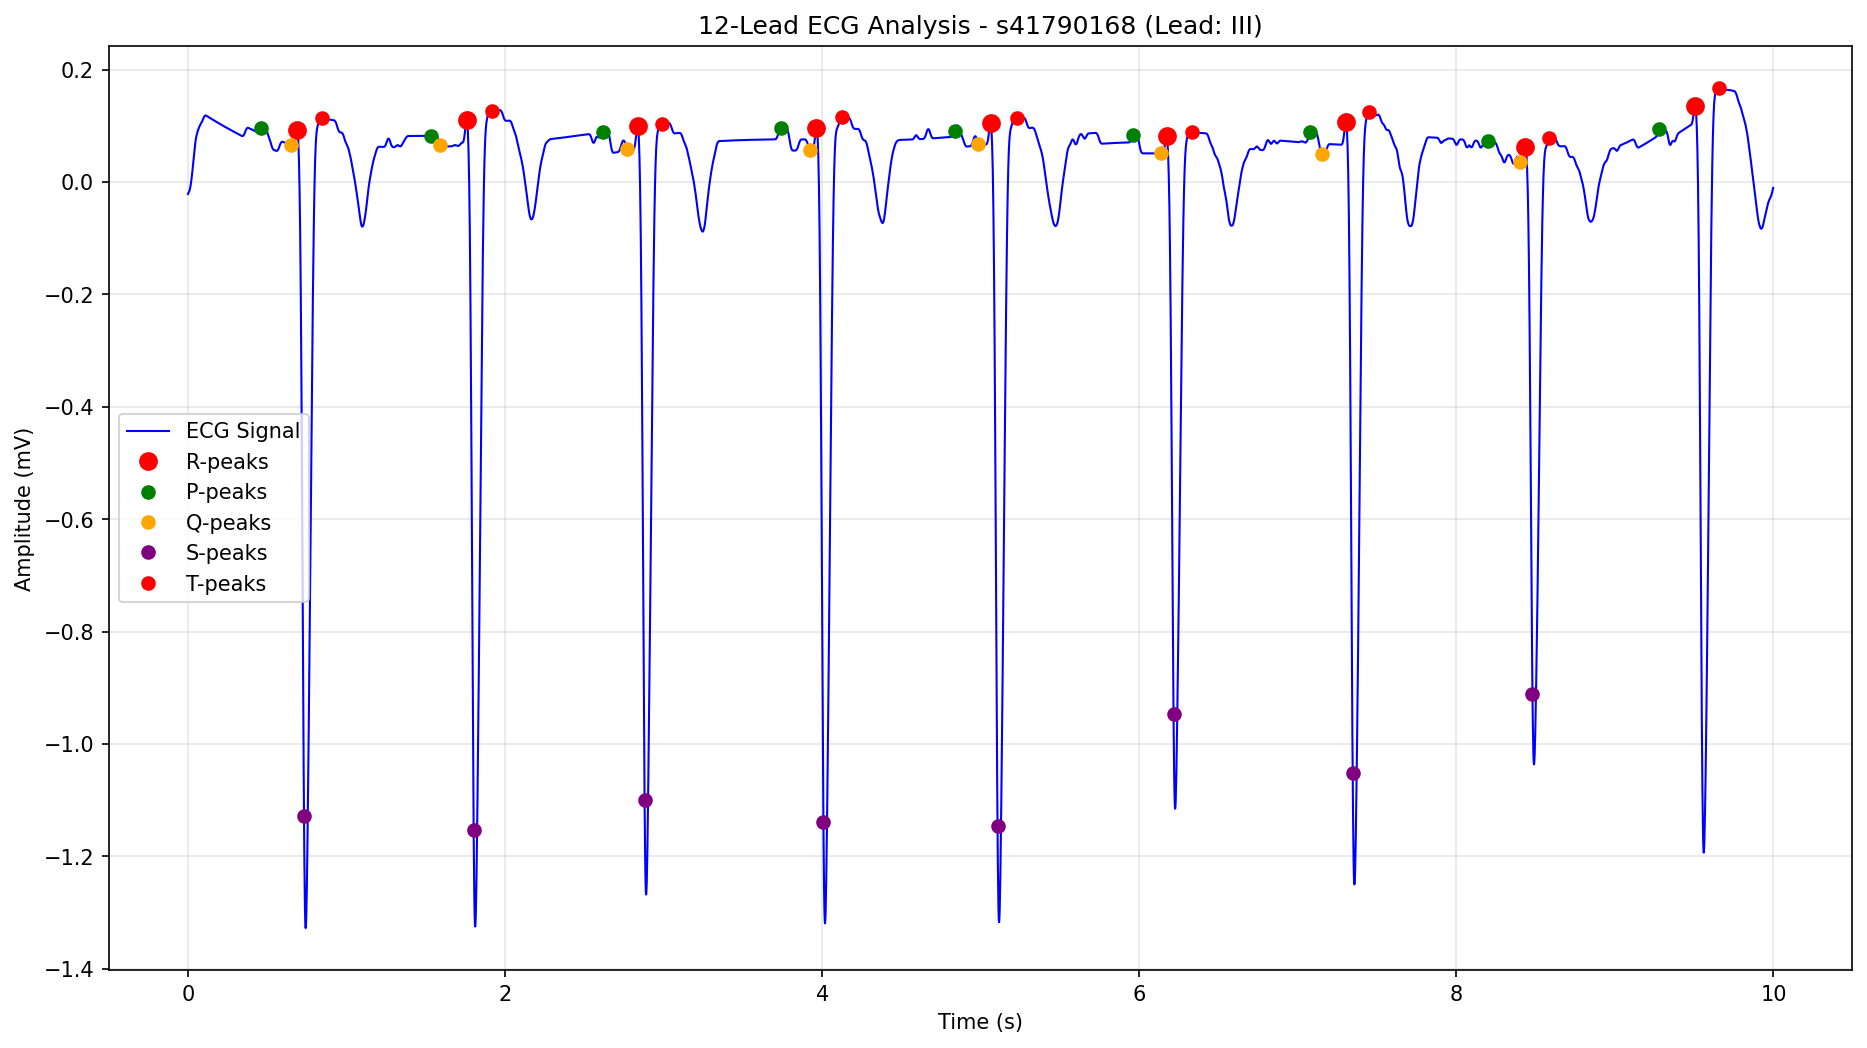 12-Lead ECG Analysis - s41790168 (Lead: III)
0.2
0.0
−0.2
−0.4
−0.6
−0.8
−1.0
−1.2
−1.4
Amplitude (mV)
ECG Signal
R-peaks
P-peaks
Q-peaks
S-peaks
T-peaks
0 2 4 6 8 10
Time (s)